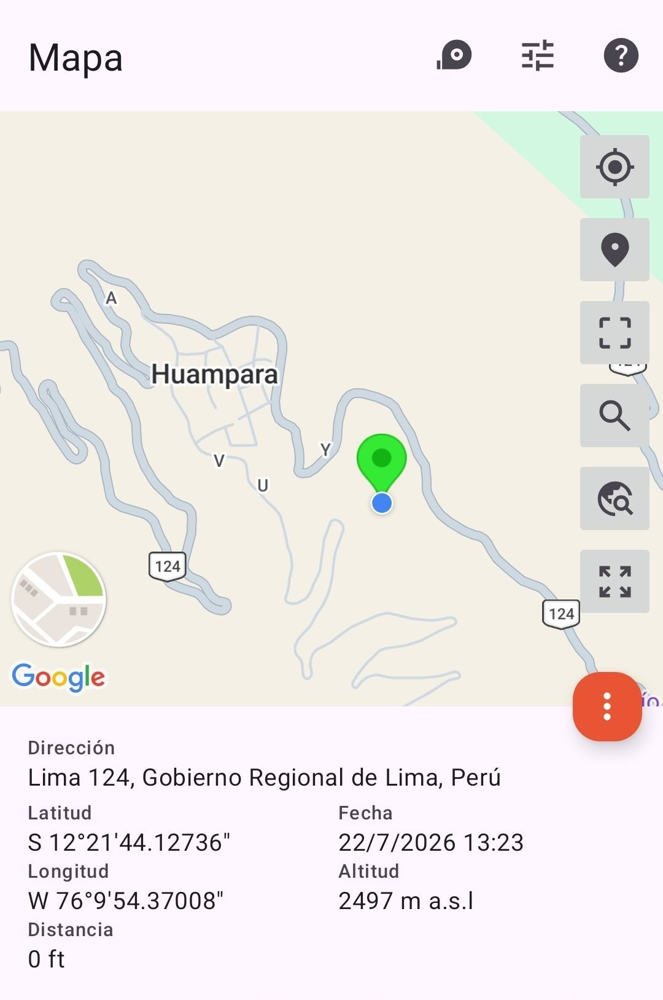 Mapa
A
Huampara
Y
V
U
124
124
Google
Dirección
Lima 124, Gobierno Regional de Lima, Perú
Latitud
Fecha
S 12°21'44.12736"
22/7/2026 13:23
Longitud
Altitud
W 76°9'54.37008"
2497 m a.s.l
Distancia
0 ft